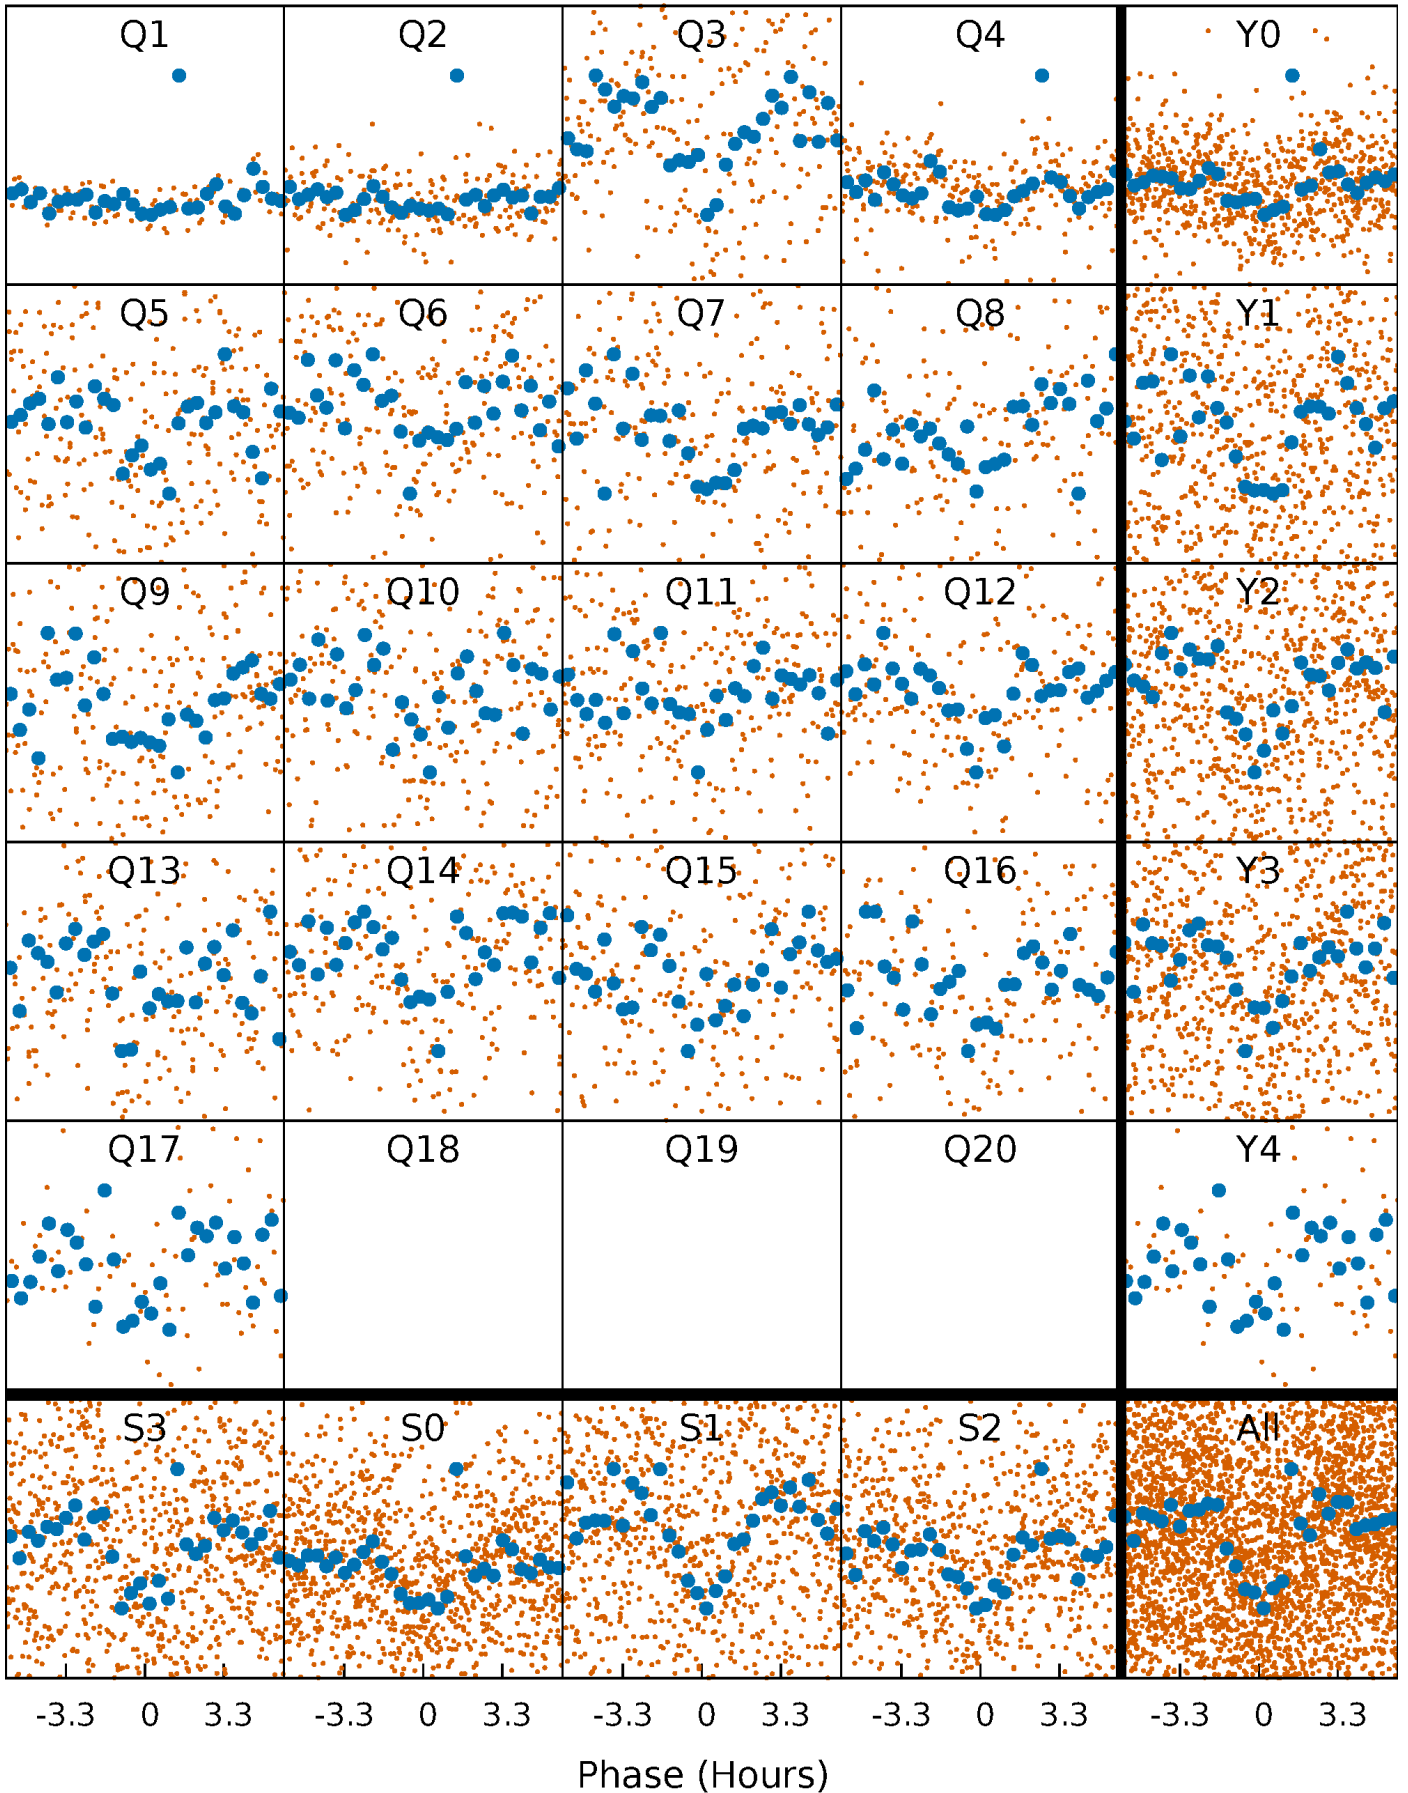 Q1 Q2 Q3 Q4 Y0
Q5 Q6 Q7 Q8 Y1
Q9 Q10 Q11 Q12 Y2
Q13 Q14 Q15 Q16 Y3
Q17 Q18 Q19 Q20 Y4
S3 S0 S1 S2 All
-3.3 0 3.3 -3.3 0 3.3 -3.3 0 3.3 -3.3 0 3.3 -3.3 0 3.3
Phase (Hours)